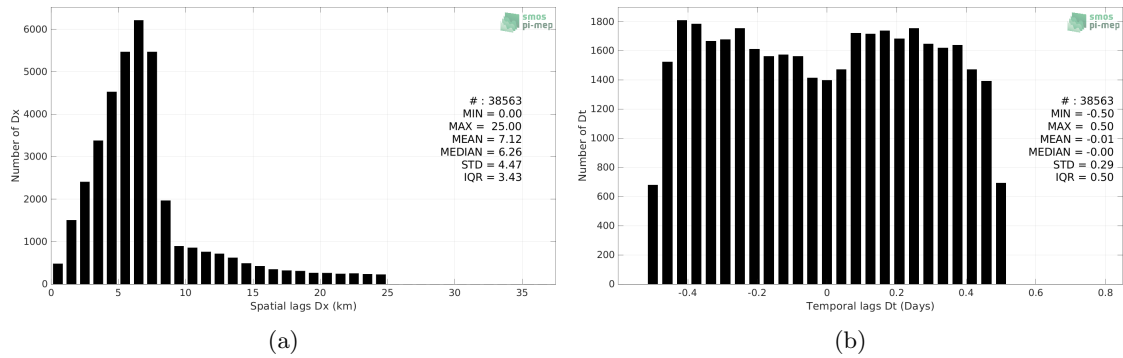 smos
pi-mep
Number of Dx
6000
5000
4000
3000
2000
1000
0
# : 38563
MIN = 0.00
MAX = 25.00
MEAN = 7.12
MEDIAN = 6.26
STD = 4.47
IQR = 3.43
0 5 10 15 20 25 30 35
Spatial lags Dx (km)
(a)
smos
pi-mep
Number of Dt
1800
1600
1400
1200
1000
800
600
400
200
0
# : 38563
MIN = -0.50
MAX = 0.50
MEAN = -0.01
MEDIAN = -0.00
STD = 0.29
IQR = 0.50
-0.4 -0.2 0 0.2 0.4 0.6 0.8
Temporal lags Dt (Days)
(b)